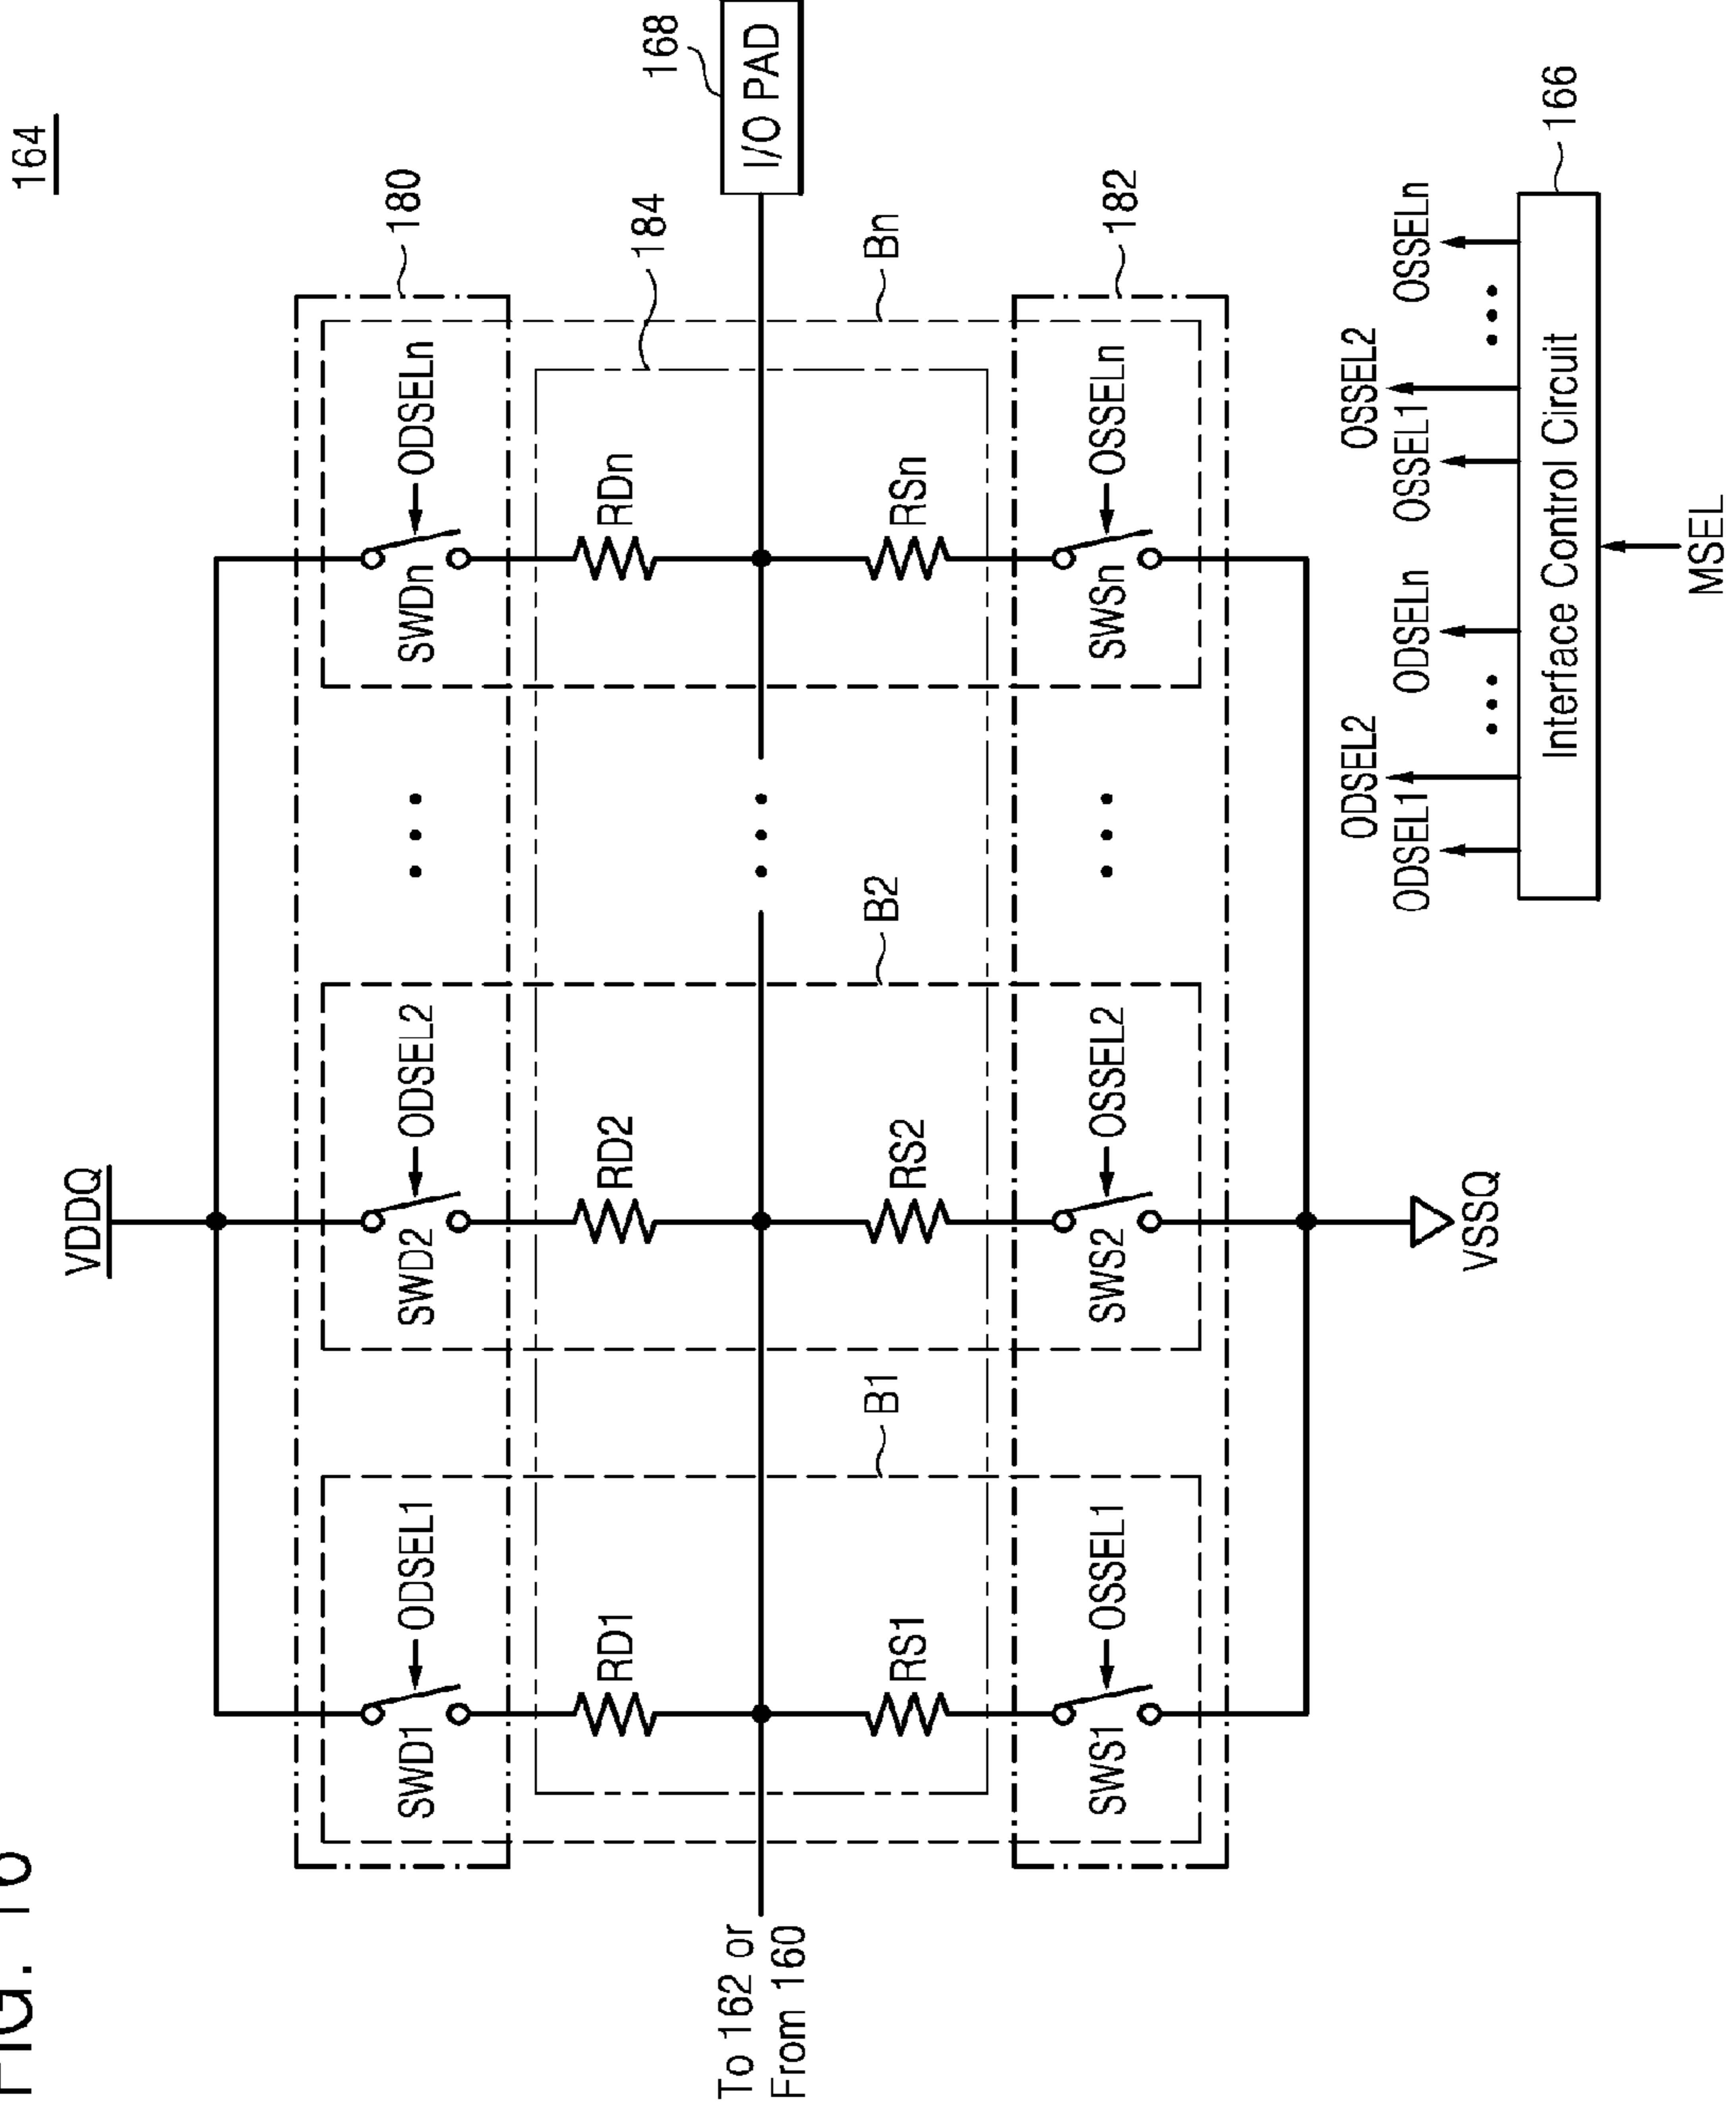 FIG. 16
164
VDDQ
180
SWD1
ODSEL1
SWD2
ODSEL2
SWDn
ODSELn
184
RD1
RD2
RDn
168
I/O PAD
To 162 or
From 160
RS1
B1
RS2
B2
RSn
Bn
182
SWS1
OSSEL1
SWS2
OSSEL2
SWSn
OSSELn
VSSQ
ODSEL2
OSSEL2
ODSEL1
ODSELn
OSSEL1
OSSELn
Interface Control Circuit
166
MSEL